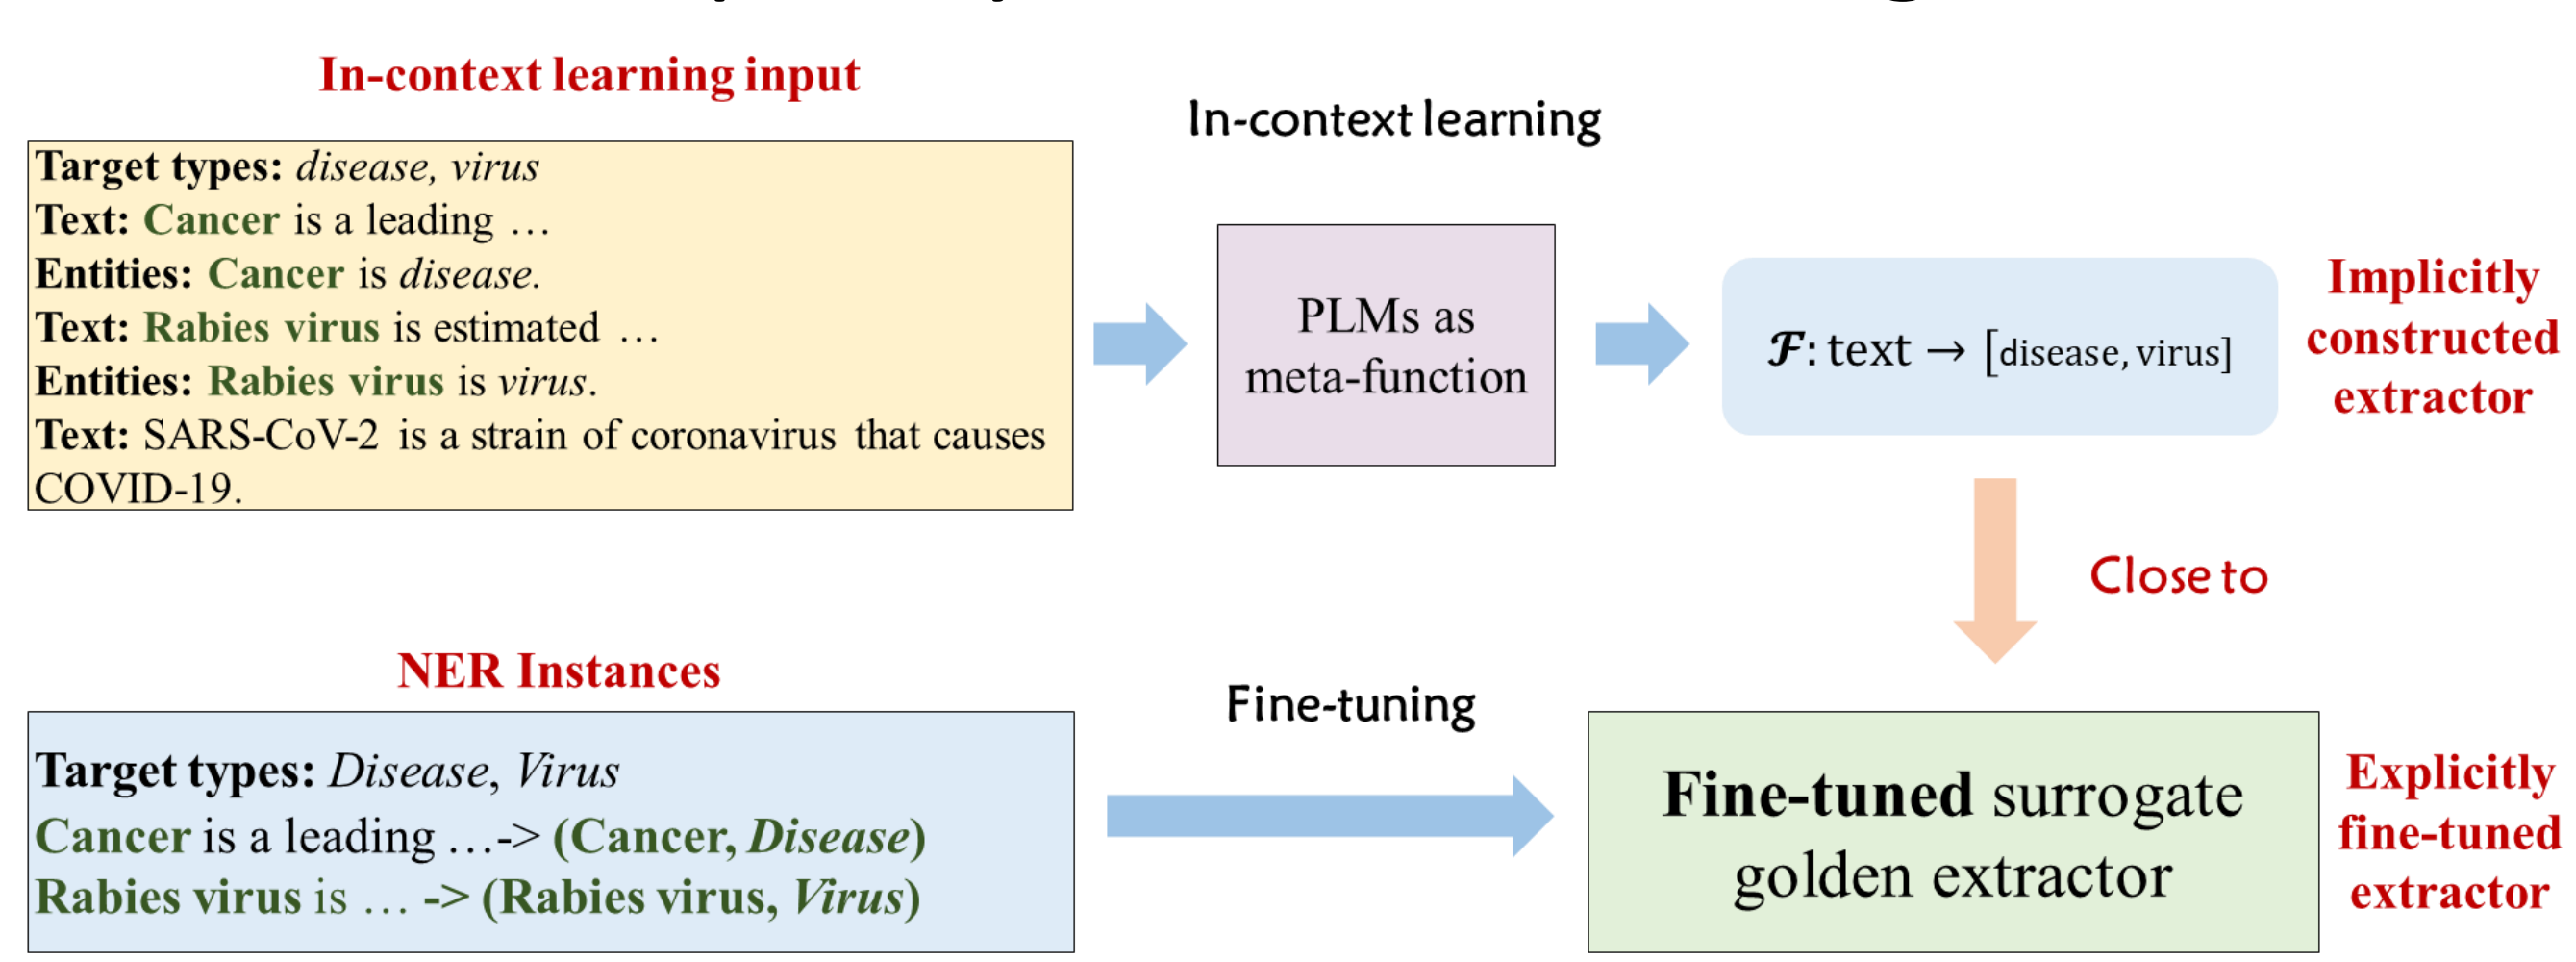 In-context learning input
Target types: disease, virus
Text: Cancer is a leading …
Entities: Cancer is disease.
Text: Rabies virus is estimated …
Entities: Rabies virus is virus.
Text: SARS-CoV-2 is a strain of coronavirus that causes
COVID-19.
In-context learning
PLMs as
meta-function
ℱ: text → [disease, virus]
Implicitly
constructed
extractor
Close to
NER Instances
Target types: Disease, Virus
Cancer is a leading …-> (Cancer, Disease)
Rabies virus is … -> (Rabies virus, Virus)
Fine-tuning
Fine-tuned surrogate
golden extractor
Explicitly
fine-tuned
extractor